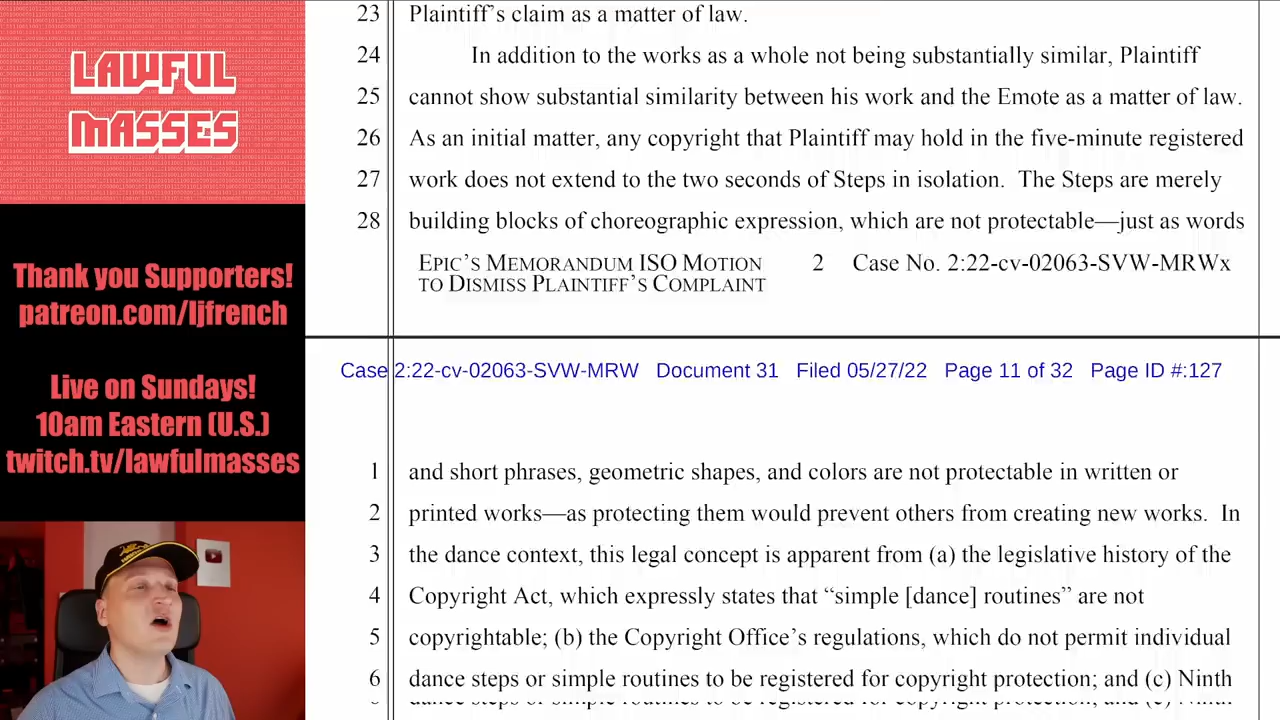 LAWFUL
MASSES
Thank you Supporters!
patreon.com/ljfrench
Live on Sundays!
10am Eastern (U.S.)
twitch.tv/lawfulmasses
23 Plaintiff’s claim as a matter of law.
24 In addition to the works as a whole not being substantially similar, Plaintiff
25 cannot show substantial similarity between his work and the Emote as a matter of law.
26 As an initial matter, any copyright that Plaintiff may hold in the five-minute registered
27 work does not extend to the two seconds of Steps in isolation. The Steps are merely
28 building blocks of choreographic expression, which are not protectable—just as words
EPIC’S MEMORANDUM ISO MOTION
TO DISMISS PLAINTIFF’S COMPLAINT
2 Case No. 2:22-cv-02063-SVW-MRWx
Case 2:22-cv-02063-SVW-MRW Document 31 Filed 05/27/22 Page 11 of 32 Page ID #:127
1 and short phrases, geometric shapes, and colors are not protectable in written or
2 printed works—as protecting them would prevent others from creating new works. In
3 the dance context, this legal concept is apparent from (a) the legislative history of the
4 Copyright Act, which expressly states that “simple [dance] routines” are not
5 copyrightable; (b) the Copyright Office’s regulations, which do not permit individual
6 dance steps or simple routines to be registered for copyright protection; and (c) Ninth